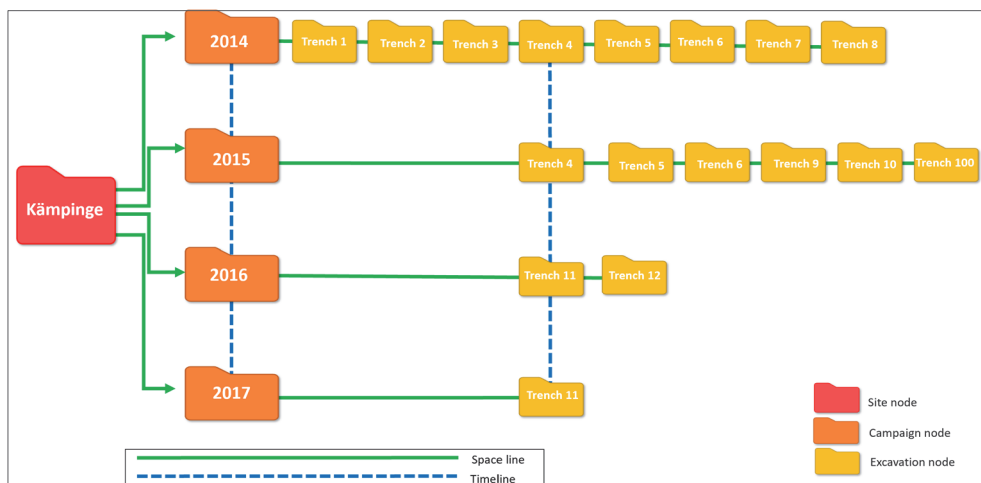 2014
Trench 1
Trench 2
Trench 3
Trench 4
Trench 5
Trench 6
Trench 7
Trench 8
2015
Trench 4
Trench 5
Trench 6
Trench 9
Trench 10
Trench 100
Kämpinge
2016
Trench 11
Trench 12
2017
Trench 11
Site node
Campaign node
Excavation node
Space line
Timeline